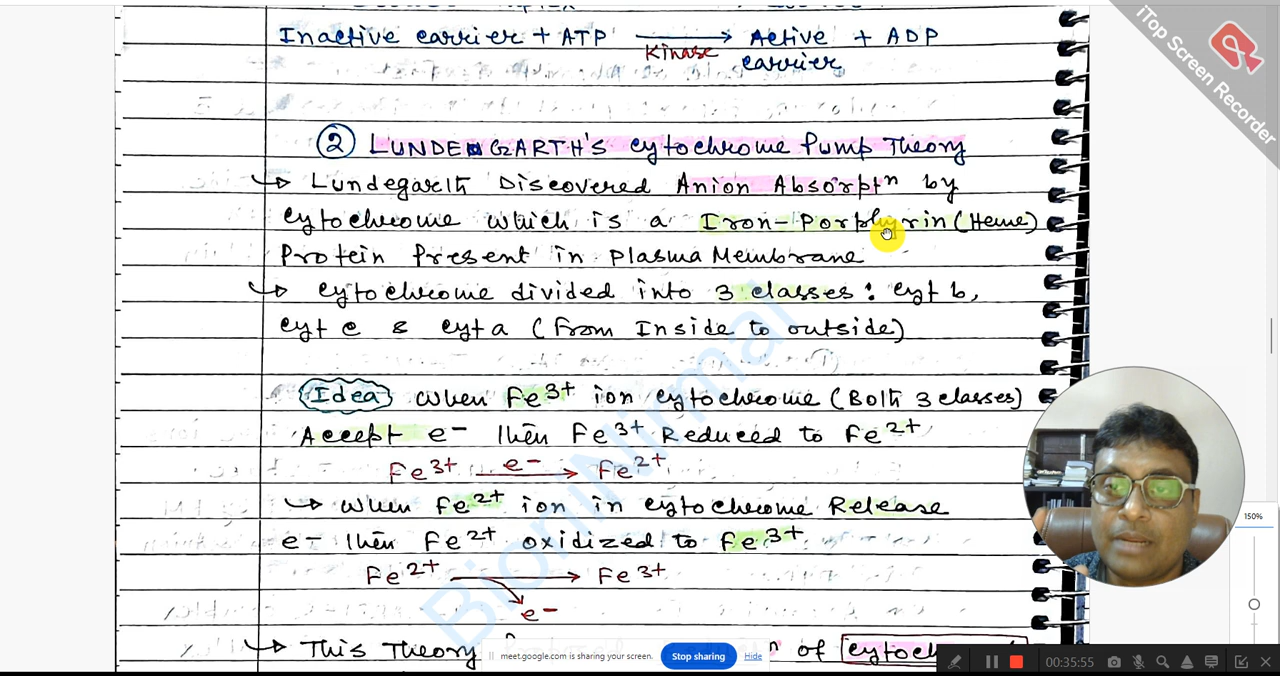 Inactive carrier + ATP Kinase Active carrier + ADP
② LUNDEGARTH'S cytochrome Pump Theory
↳ Lundegarth Discovered Anion Absorptⁿ by
cytochrome which is a Iron-Porphyrin (Heme)
Protein Present in Plasma Membrane
↳ cytochrome divided into 3 classes: cyt b,
cyt c & cyt a (From Inside to outside)
Idea When Fe3+ ion cytochrome (Both 3 classes)
Accept e- then Fe3+ Reduced to Fe2+
Fe3+ e- → Fe2+
↳ When Fe2+ ion in cytochrome Release
e- then Fe2+ oxidized to Fe3+
Fe2+ → Fe3+
e-
↳ This Theory of
BioNirmal
iTop Screen Recorder
150%
meet.google.com is sharing your screen. Stop sharing Hide
00:35:55